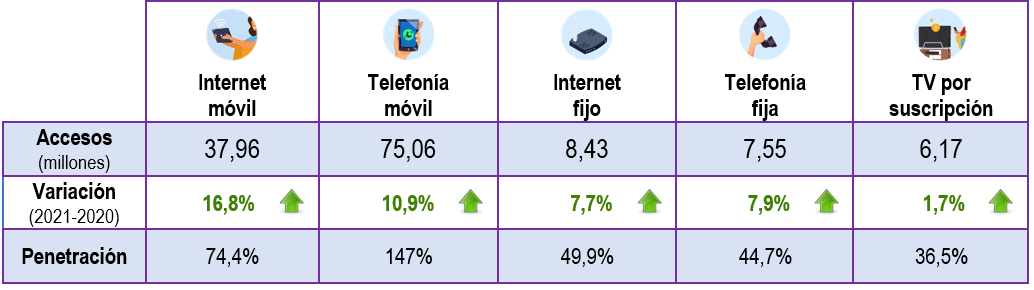 Internet móvil
Telefonía móvil
Internet fijo
Telefonía fija
TV por suscripción
Accesos (millones)
37,96
75,06
8,43
7,55
6,17
Variación (2021-2020)
16,8%
10,9%
7,7%
7,9%
1,7%
Penetración
74,4%
147%
49,9%
44,7%
36,5%